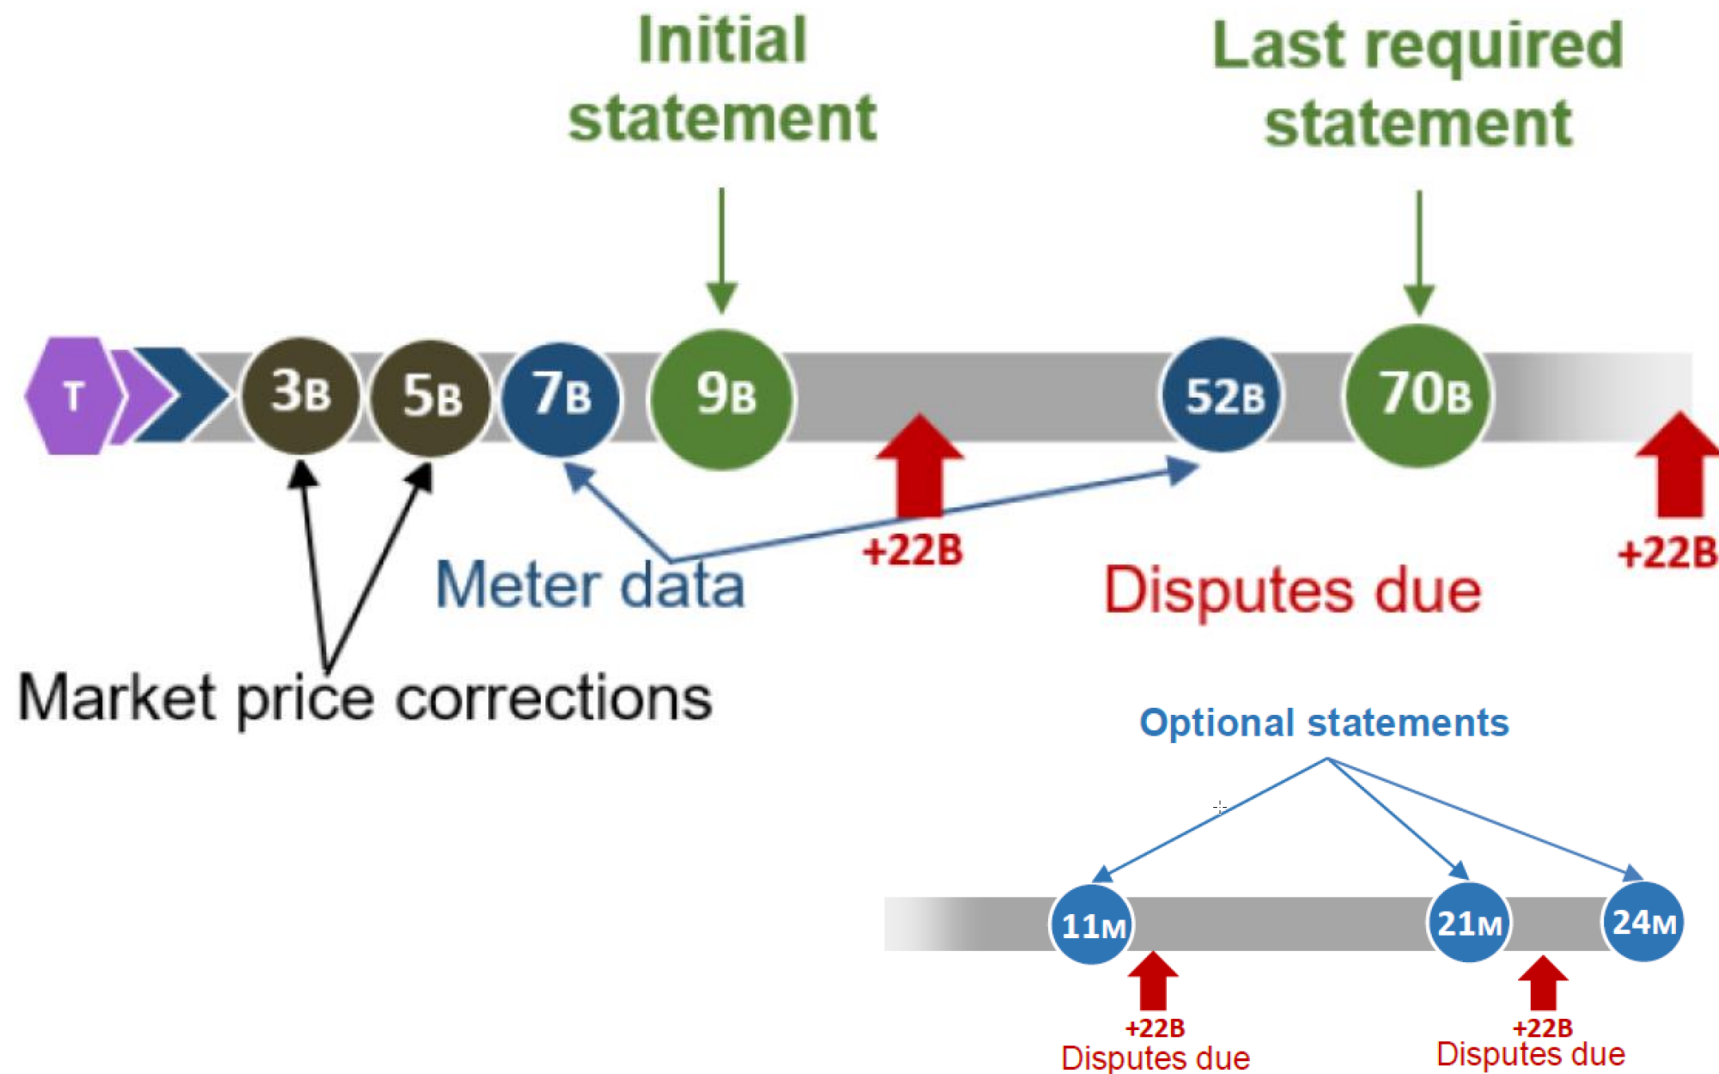 Initial
statement
Last required
statement
T
3B
5B
7B
9B
52B
70B
+22B
+22B
Meter data
Disputes due
Market price corrections
Optional statements
11M
21M
24M
+22B
Disputes due
+22B
Disputes due